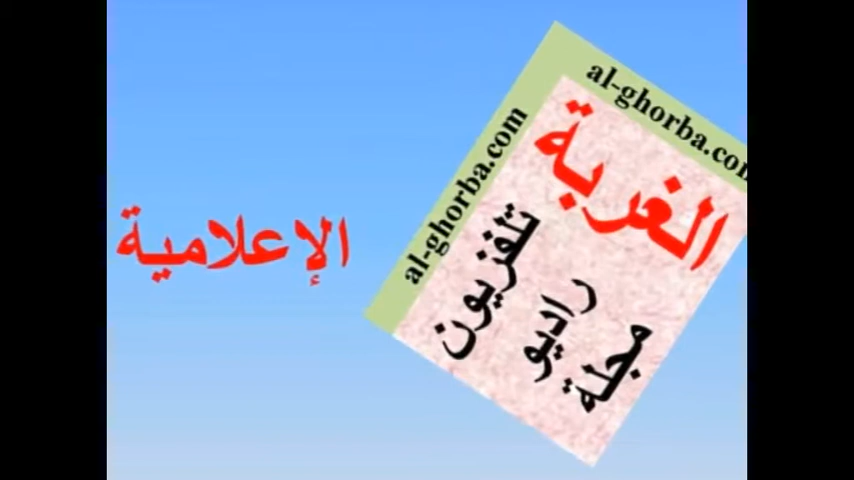 al-ghorba.com
al-ghorba.com
الغربة
تلفزيون
راديو
مجلة
الإعلامية